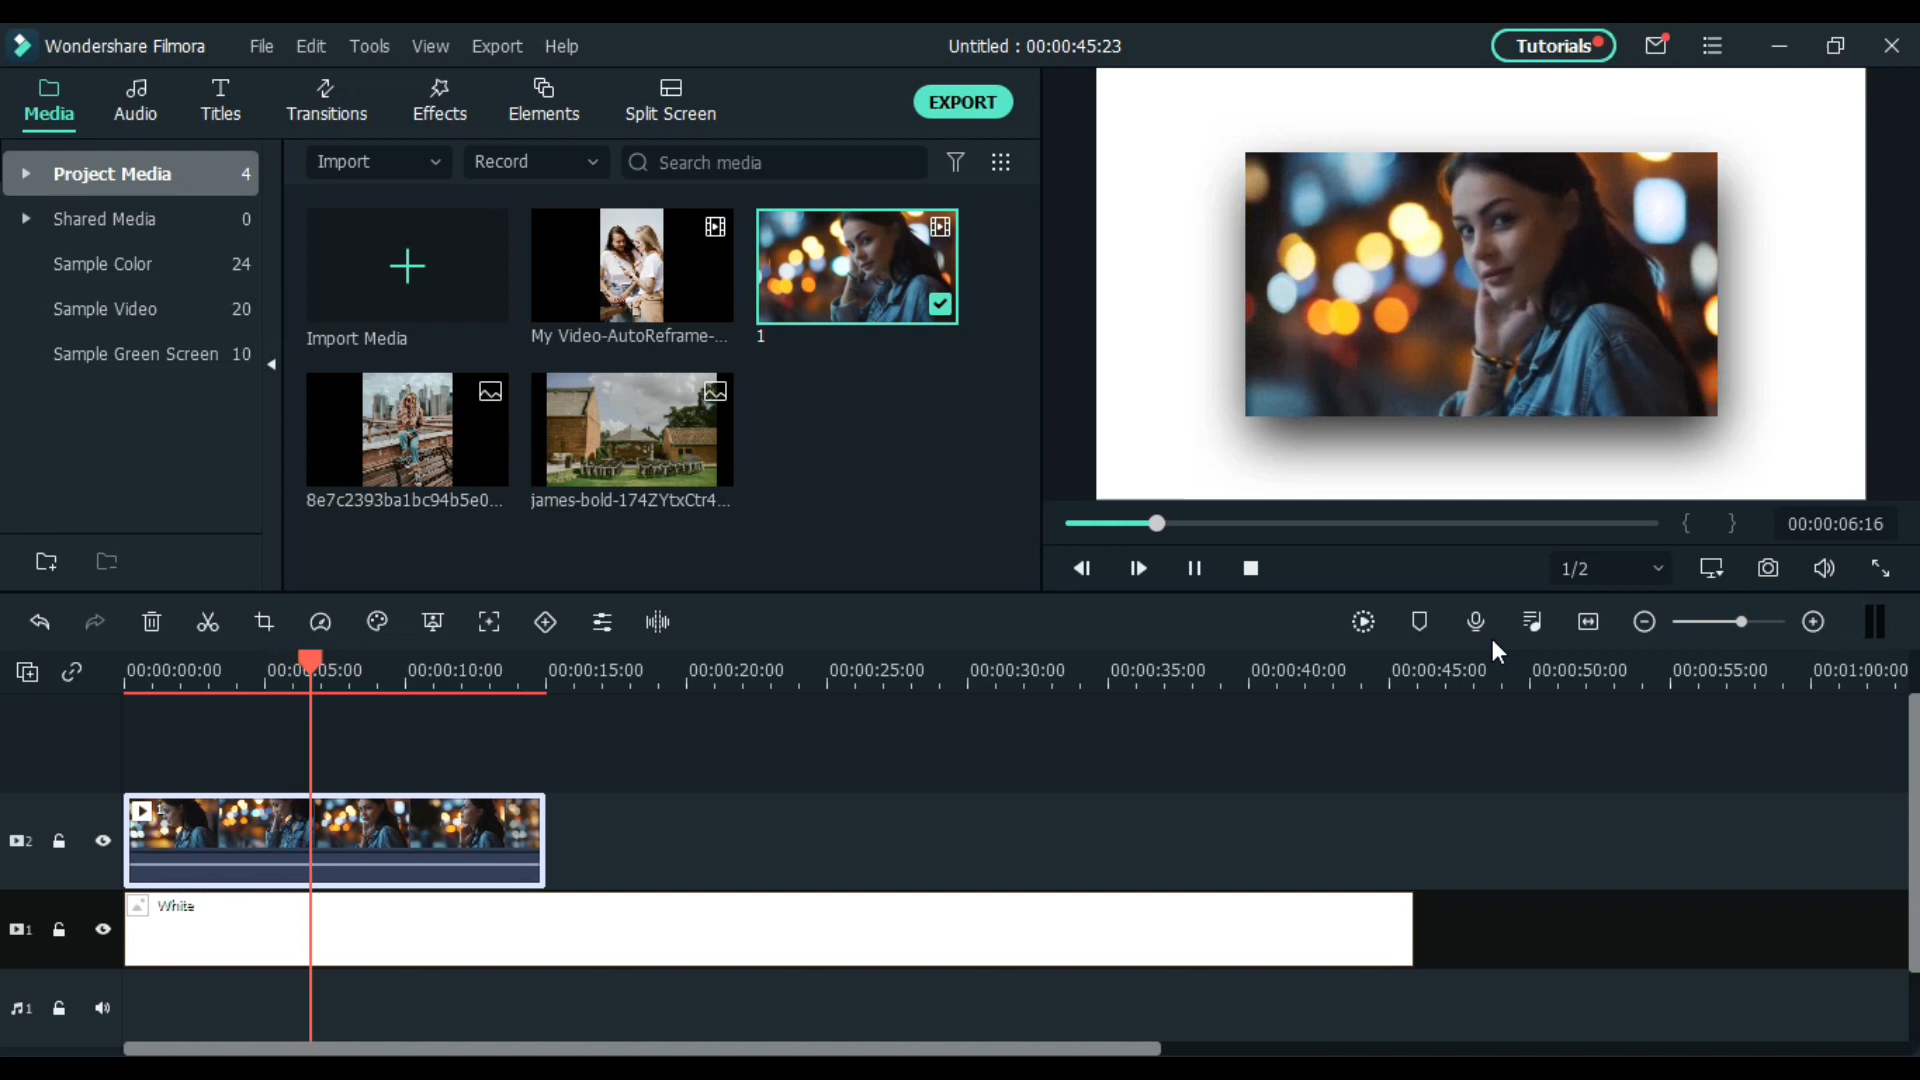 Wondershare Filmora File Edit Tools View Export Help Untitled : 00:00:45:23 Tutorials
Media Audio Titles Transitions Effects Elements Split Screen EXPORT
Project Media 4
Shared Media 0
Sample Color 24
Sample Video 20
Sample Green Screen 10
Import Record Search media
Import Media
My Video-AutoReframe-...
1
8e7c2393ba1bc94b5e0...
james-bold-174ZYtxCtr4...
{ } 00:00:06:16
1/2
00:00:00:00 00:00:05:00 00:00:10:00 00:00:15:00 00:00:20:00 00:00:25:00 00:00:30:00 00:00:35:00 00:00:40:00 00:00:45:00 00:00:50:00 00:00:55:00 00:01:00:00
1
2
White
1
1